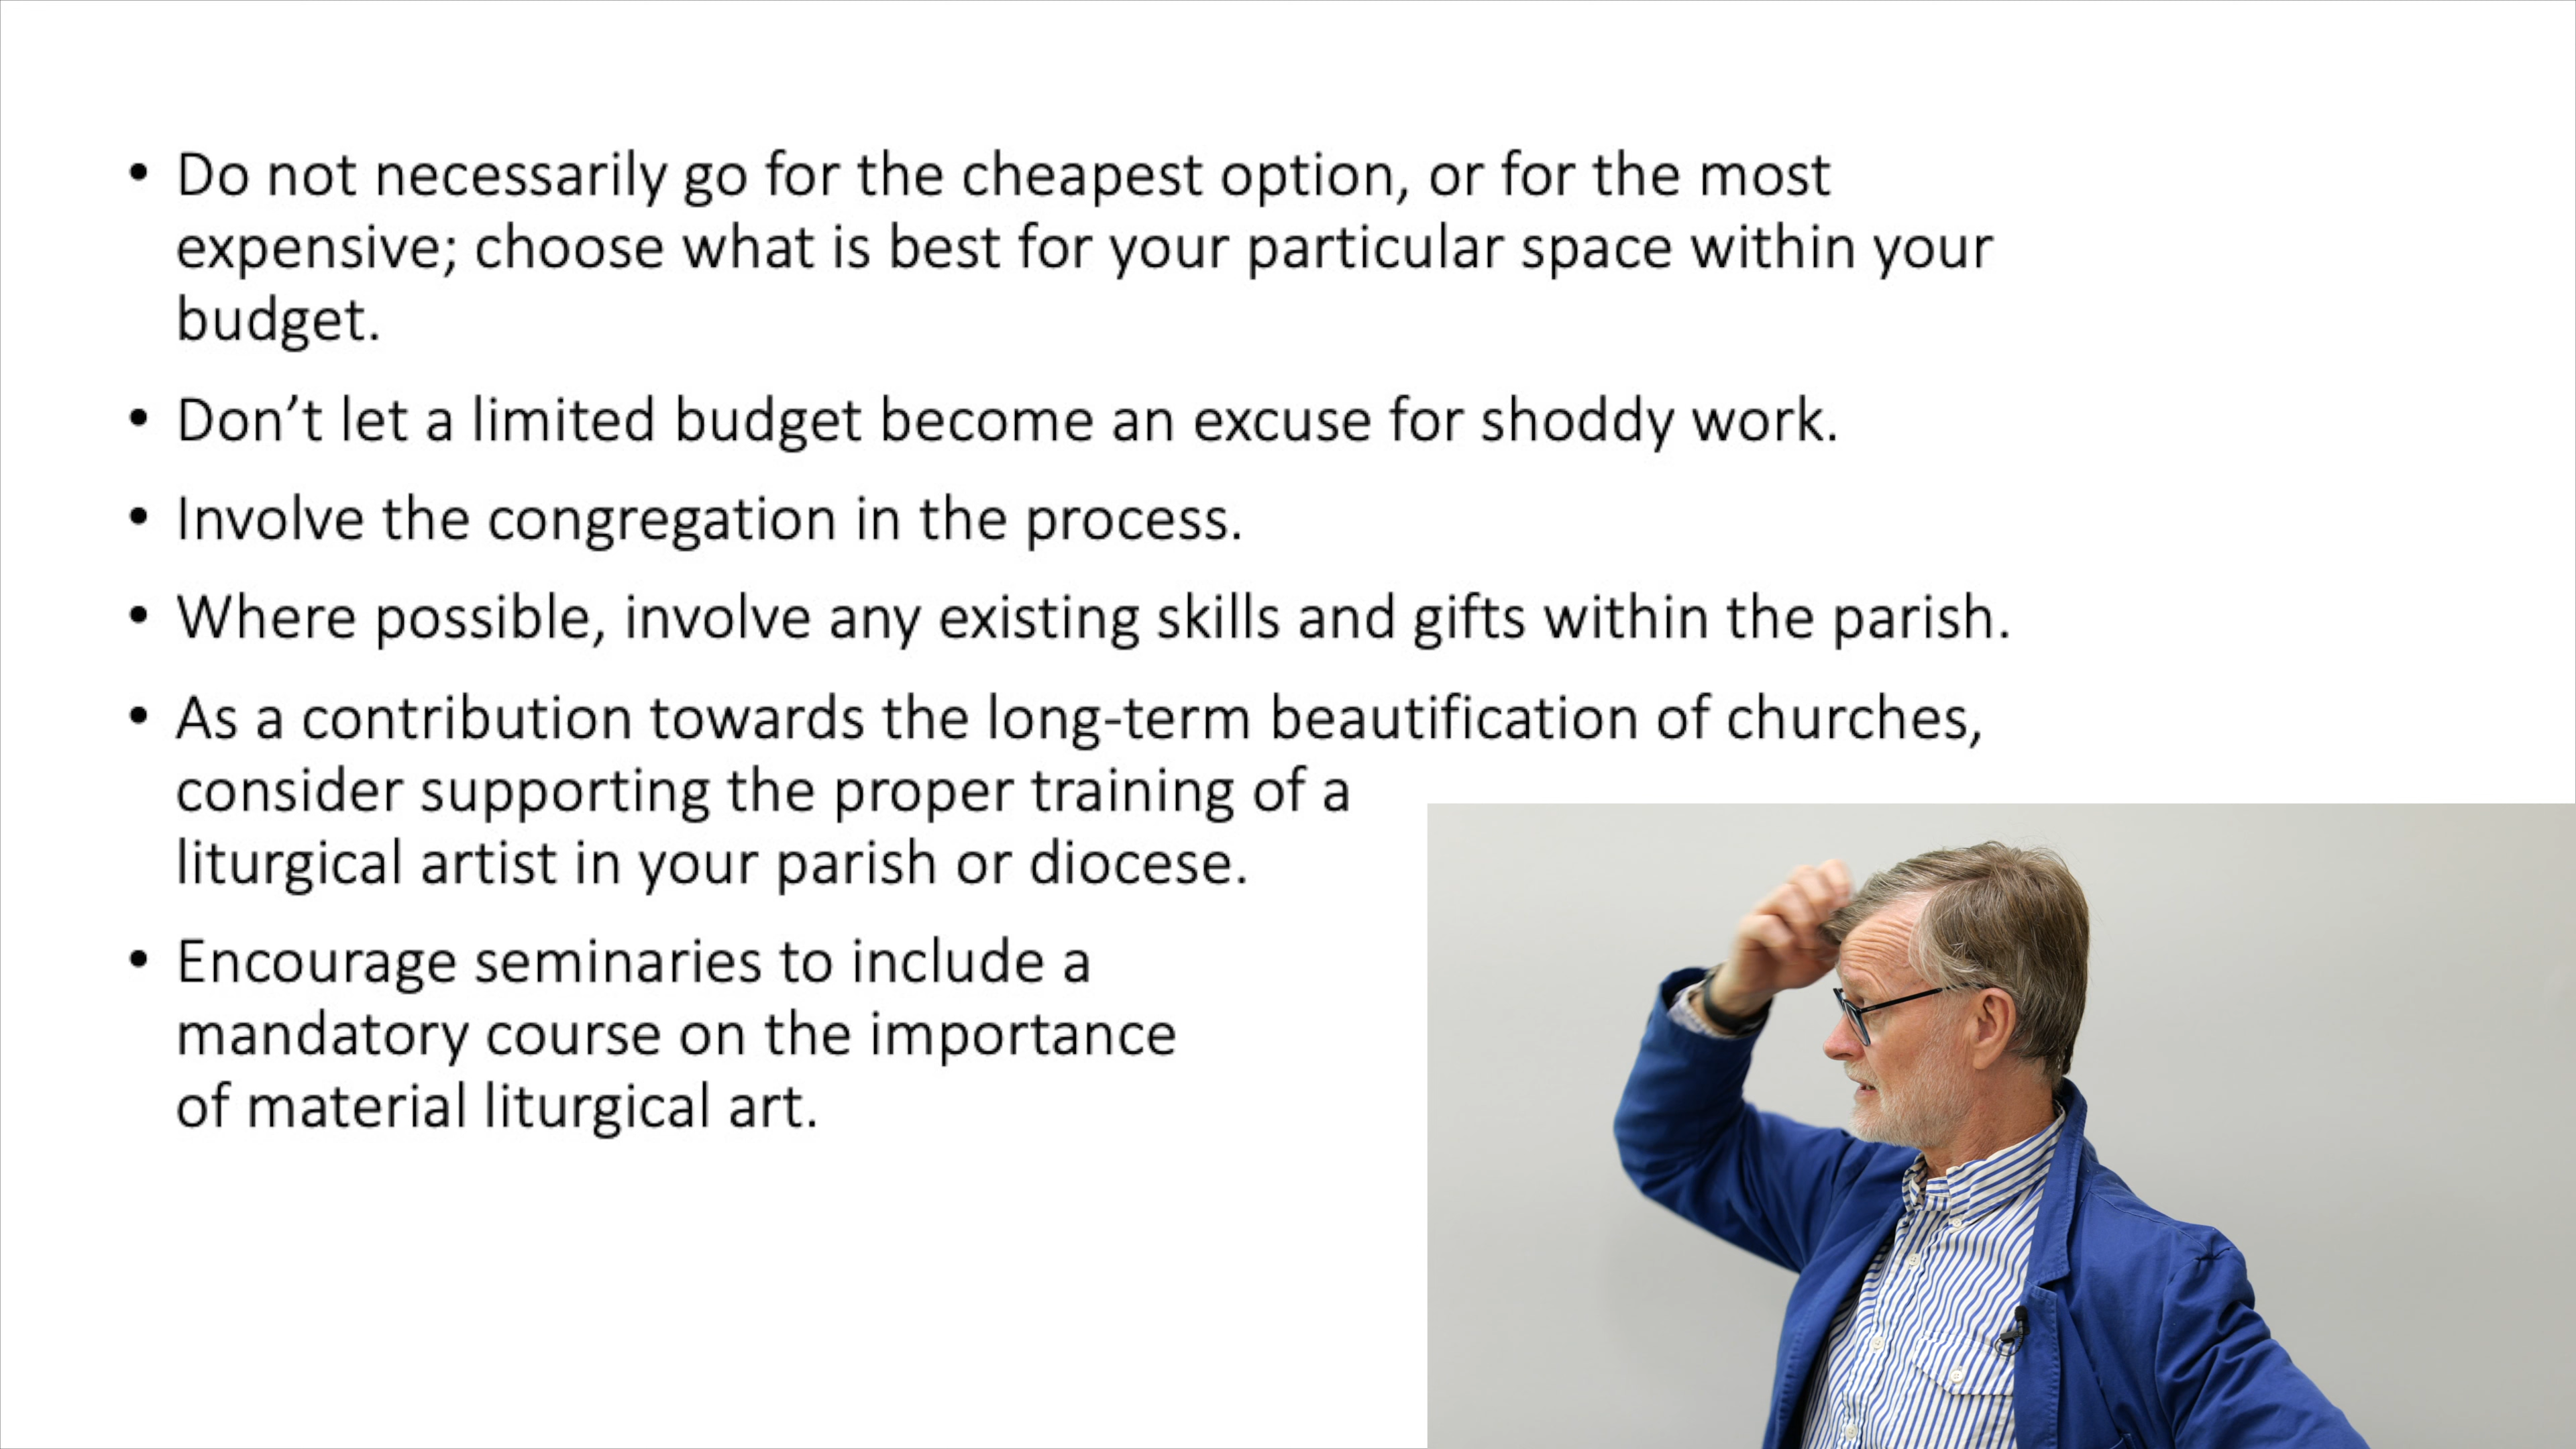 • Do not necessarily go for the cheapest option, or for the most
expensive; choose what is best for your particular space within your
budget.
• Don’t let a limited budget become an excuse for shoddy work.
• Involve the congregation in the process.
• Where possible, involve any existing skills and gifts within the parish.
• As a contribution towards the long-term beautification of churches,
consider supporting the proper training of a
liturgical artist in your parish or diocese.
• Encourage seminaries to include a
mandatory course on the importance
of material liturgical art.